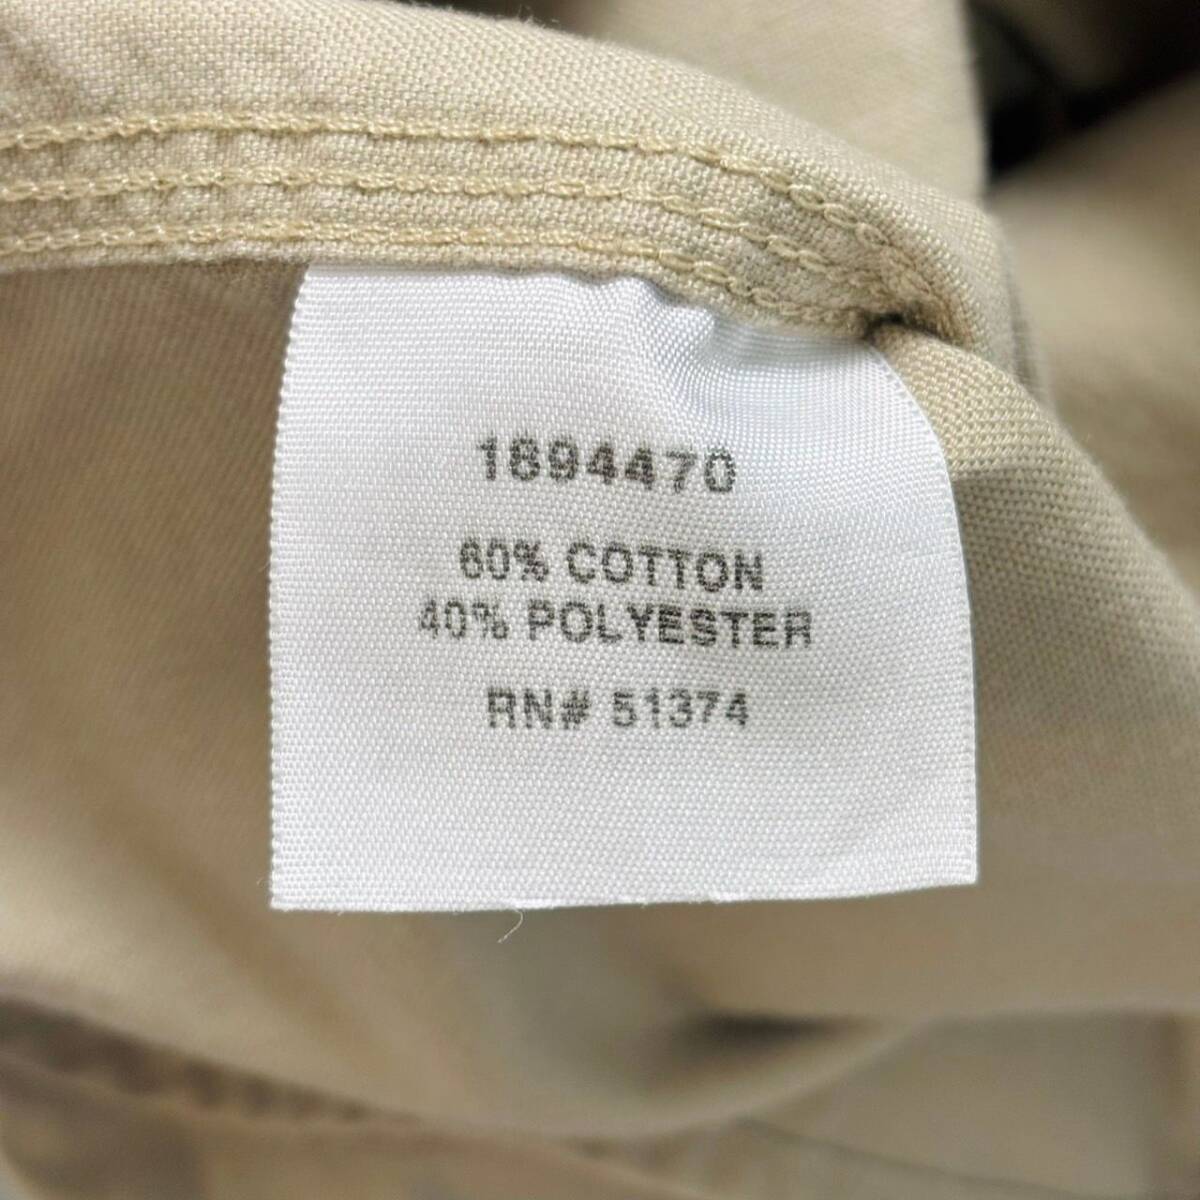 1894470
60% COTTON
40% POLYESTER
RN# 51374